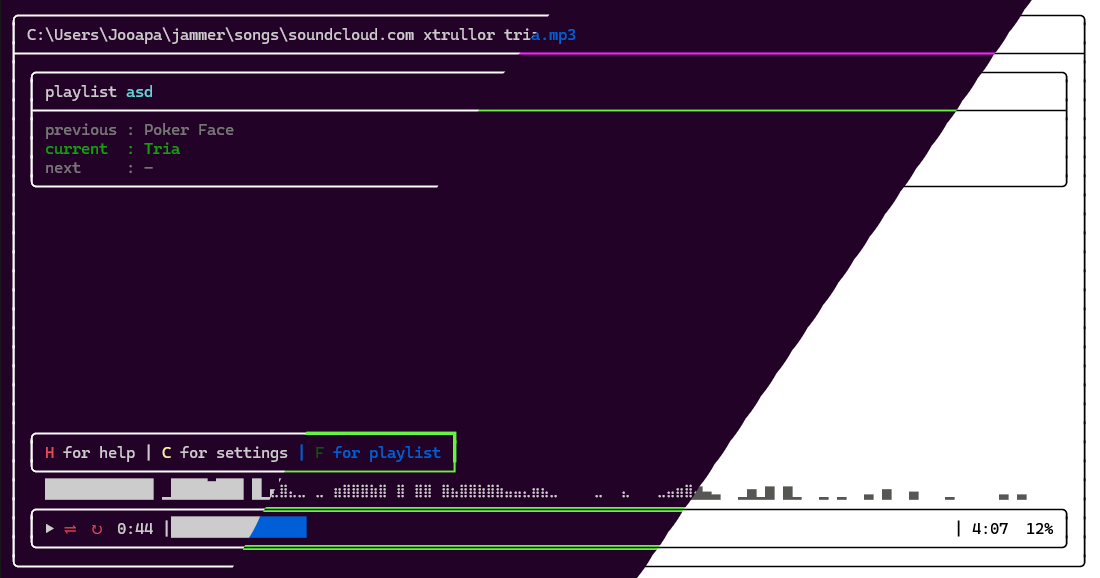 C:\Users\Jooapa\jammer\songs\soundcloud.com xtrullor tria.mp3
playlist asd
previous : Poker Face
current  : Tria
next     : -
H for help | C for settings | F for playlist
▶ ⇌ ↻ 0:44 | | 4:07 12%